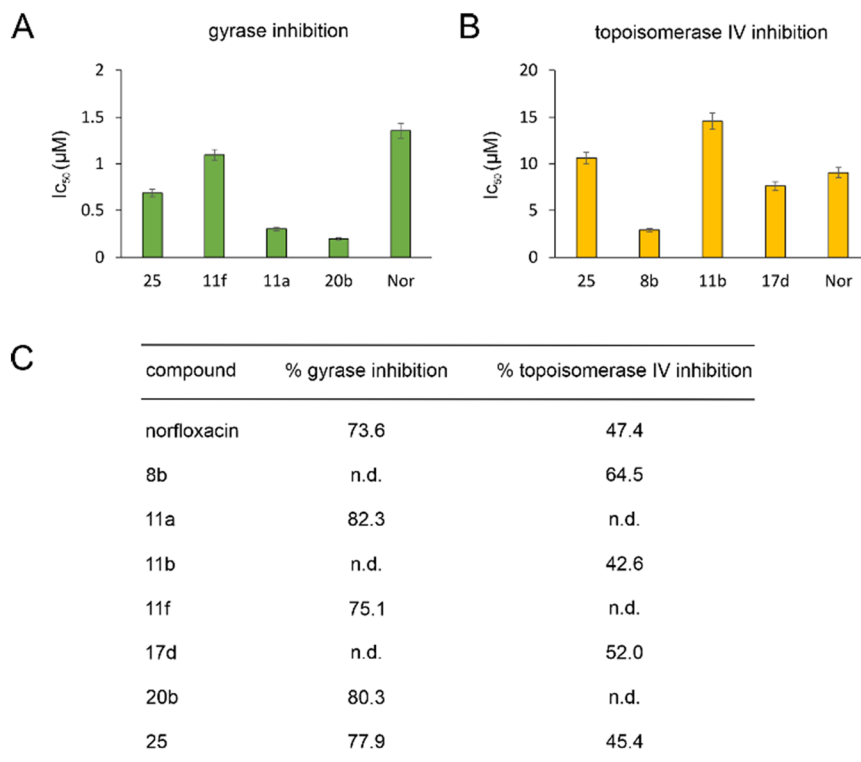 A
gyrase inhibition
2
1.5
1
0.5
0
Ic50 (µM)
25 11f 11a 20b Nor
B
topoisomerase IV inhibition
20
15
10
5
0
Ic50 (µM)
25 8b 11b 17d Nor
C
compound % gyrase inhibition % topoisomerase IV inhibition
norfloxacin 73.6 47.4
8b n.d. 64.5
11a 82.3 n.d.
11b n.d. 42.6
11f 75.1 n.d.
17d n.d. 52.0
20b 80.3 n.d.
25 77.9 45.4